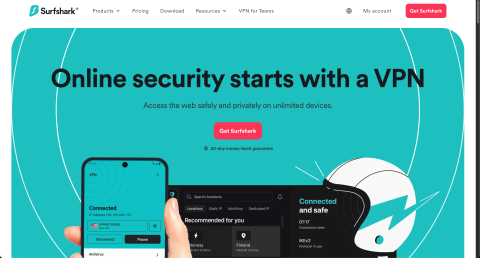 Surfshark®
Products
Pricing
Download
Resources
VPN for Teams
My account
Get Surfshark
Online security starts with a VPN
Access the web safely and privately on unlimited devices.
Get Surfshark
30-day money-back guarantee
VPN
Connected
United States
Disconnect
Pause
Antivirus
Search locations
Locations
Static IP
MultiHop
Dedicated IP
Recommended for you
Norway
Finland
Connected
and safe
01:17
Connection time
IKEv2
Protocol in use